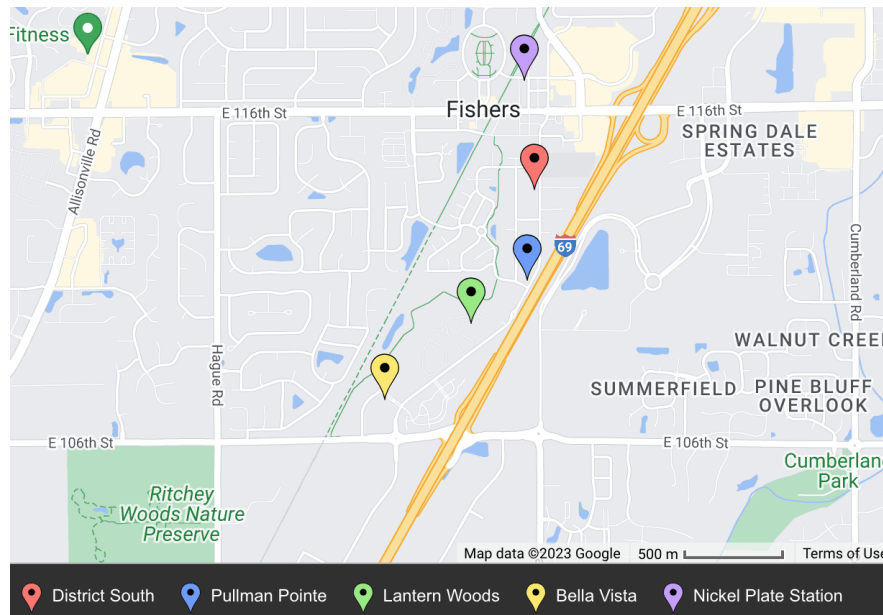 Fitness
Allisonville Rd
E 116th St
Fishers
E 116th St
SPRING DALE
ESTATES
69
Cumberland Rd
Hague Rd
WALNUT CREE
SUMMERFIELD
PINE BLUFF
OVERLOOK
E 106th St
E 106th St
Cumberland
Park
Ritchey
Woods Nature
Preserve
Map data ©2023 Google
500 m
Terms of Use
District South
Pullman Pointe
Lantern Woods
Bella Vista
Nickel Plate Station